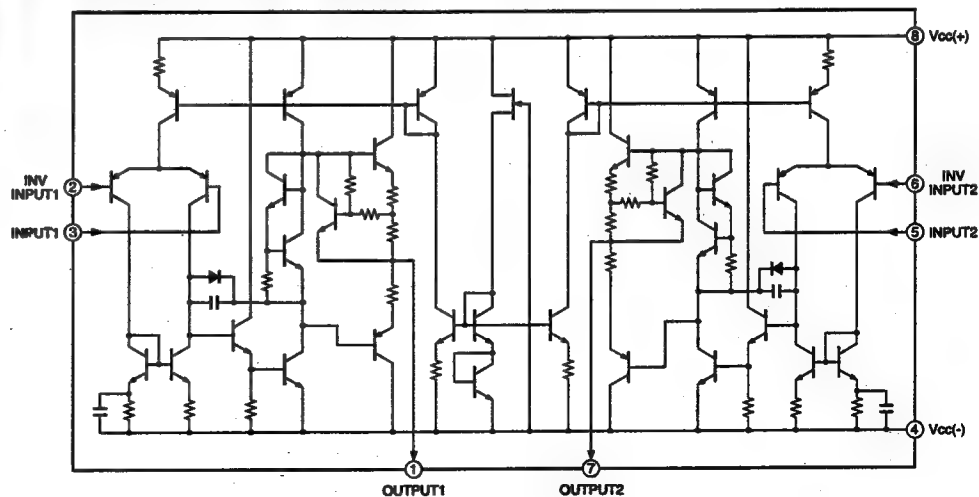 8 Vcc(+)
INV
INPUT1
2
INPUT1 3
6
INV
INPUT2
5 INPUT2
4 Vcc(-)
1
OUTPUT1
7
OUTPUT2